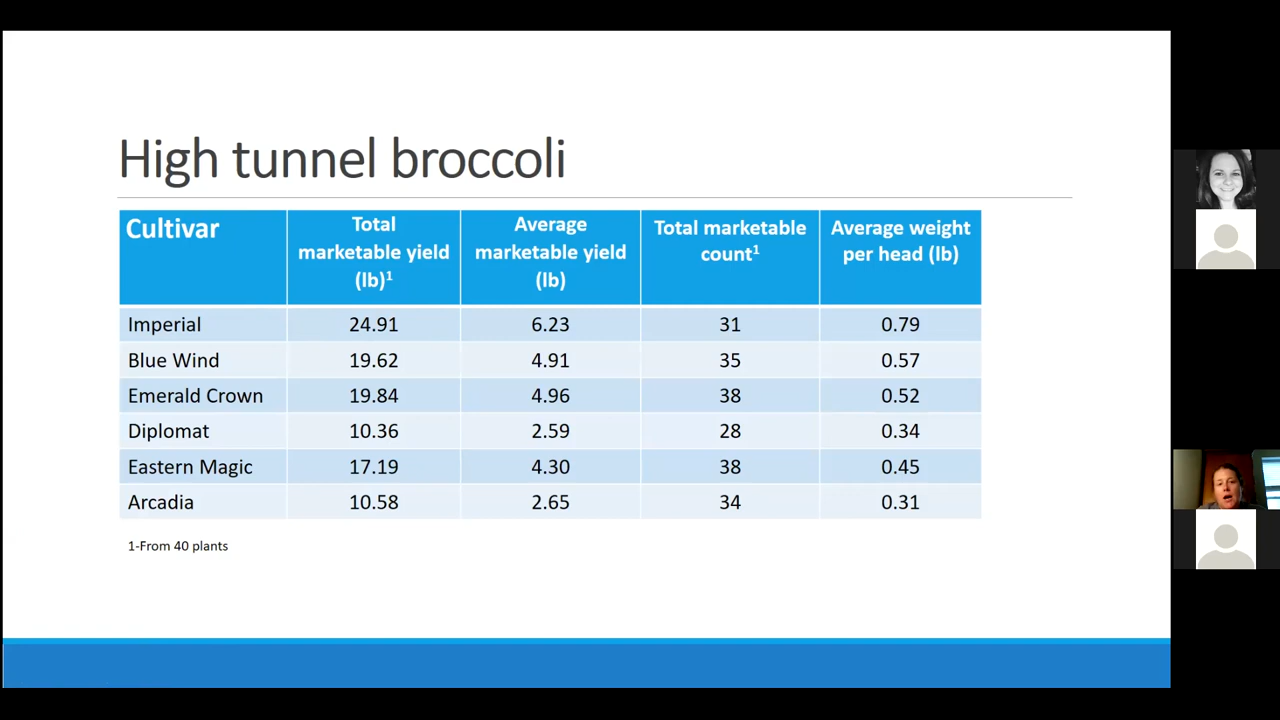 High tunnel broccoli
Cultivar
Total
marketable yield
(lb)1
Average
marketable yield
(lb)
Total marketable
count1
Average weight
per head (lb)
Imperial 24.91 6.23 31 0.79
Blue Wind 19.62 4.91 35 0.57
Emerald Crown 19.84 4.96 38 0.52
Diplomat 10.36 2.59 28 0.34
Eastern Magic 17.19 4.30 38 0.45
Arcadia 10.58 2.65 34 0.31
1-From 40 plants